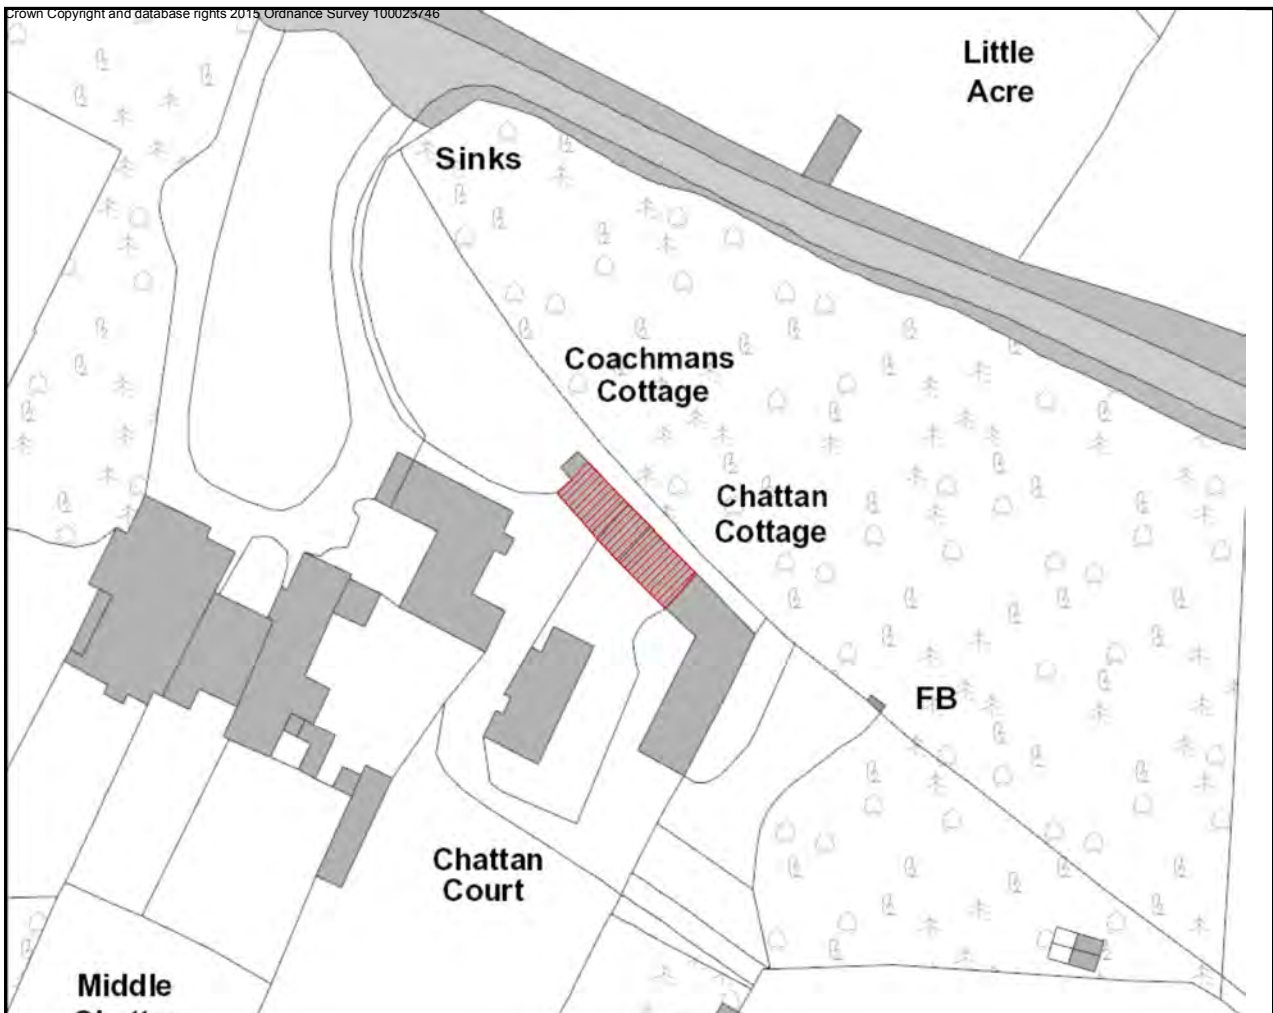 Crown Copyright and database rights 2015 Ordnance Survey 100023746
Little
Acre
Sinks
Coachmans
Cottage
Chattan
Cottage
FB
Chattan
Court
Middle